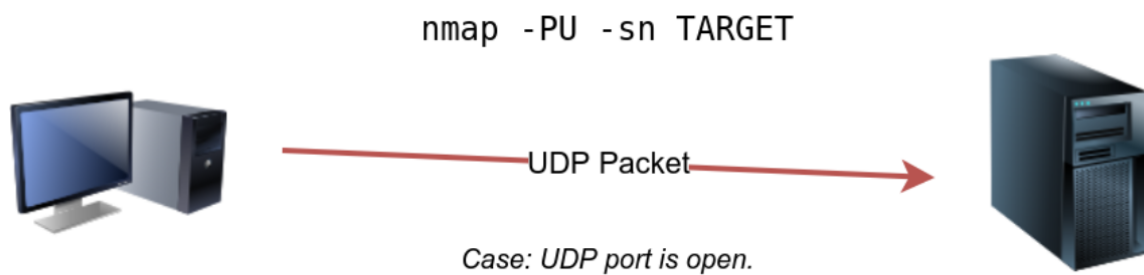 nmap -PU -sn TARGET
UDP Packet
Case: UDP port is open.